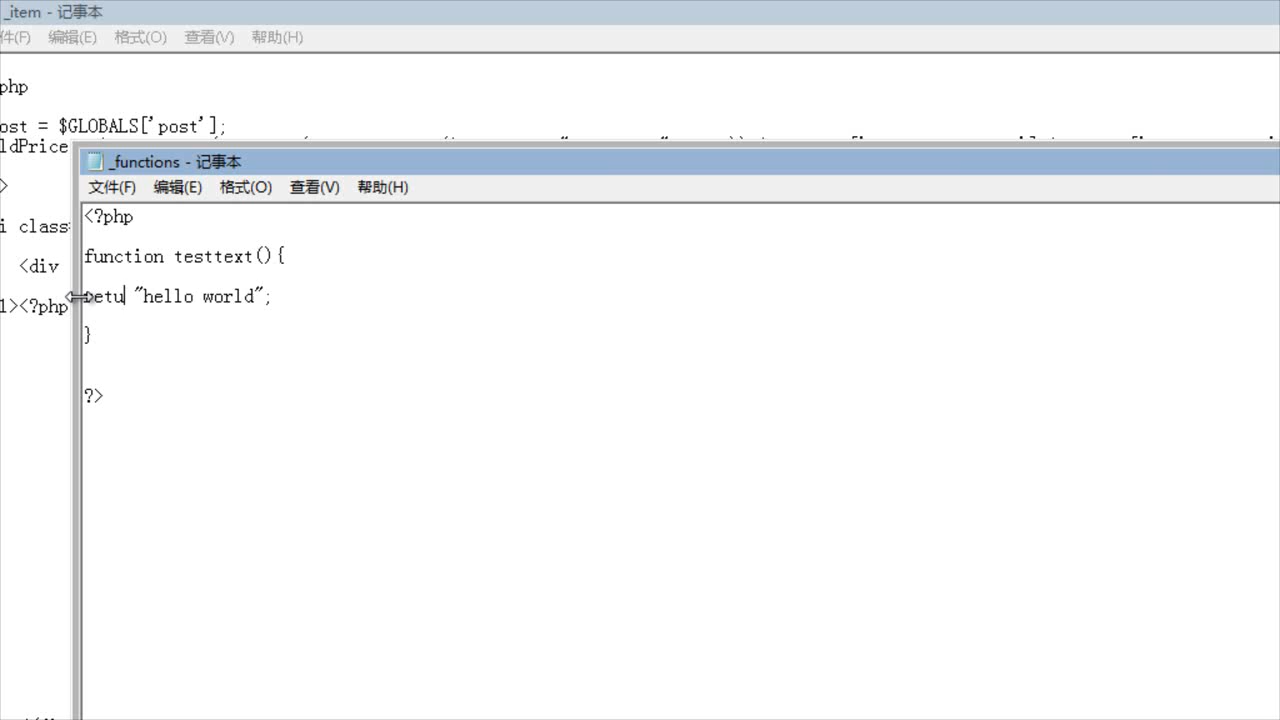 _item - 记事本
件(F) 编辑(E) 格式(O) 查看(V) 帮助(H)
php
ost = $GLOBALS['post'];
ldPrice
>
i class
<div
1><?php
_functions - 记事本
文件(F) 编辑(E) 格式(O) 查看(V) 帮助(H)
<?php
function testtext(){
retu "hello world";
}
?>